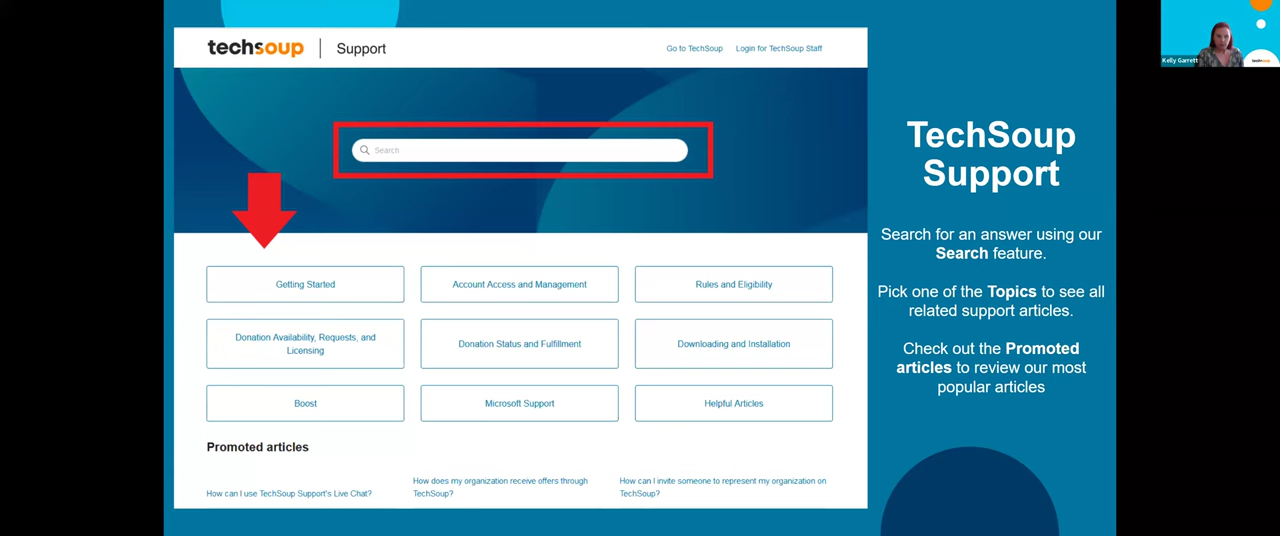 techsoup
Support
Go to TechSoup
Login for TechSoup Staff
Search
Getting Started
Account Access and Management
Rules and Eligibility
Donation Availability, Requests, and
Licensing
Donation Status and Fulfillment
Downloading and Installation
Boost
Microsoft Support
Helpful Articles
Promoted articles
How can I use TechSoup Support's Live Chat?
How does my organization receive offers through
TechSoup?
How can I invite someone to represent my organization on
TechSoup?
TechSoup
Support
Search for an answer using our
Search feature.
Pick one of the Topics to see all
related support articles.
Check out the Promoted
articles to review our most
popular articles
Kelly Garrett
techsoup